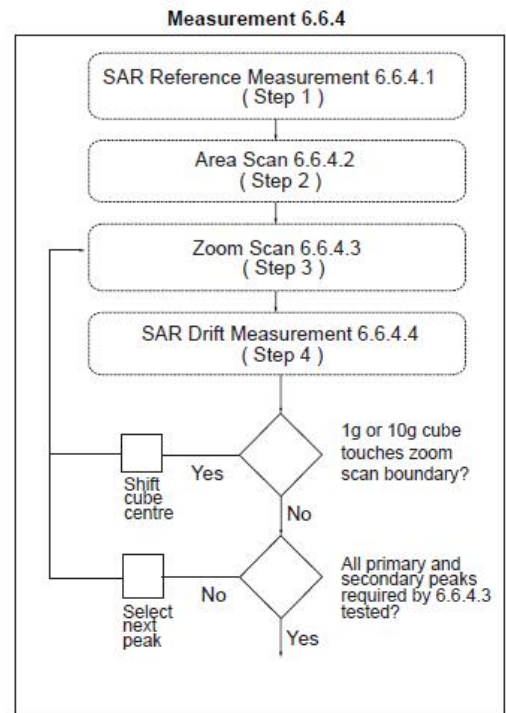 Measurement 6.6.4
SAR Reference Measurement 6.6.4.1
( Step 1 )
Area Scan 6.6.4.2
( Step 2 )
Zoom Scan 6.6.4.3
( Step 3 )
SAR Drift Measurement 6.6.4.4
( Step 4 )
1g or 10g cube
touches zoom
scan boundary?
Yes
Shift
cube
centre
No
All primary and
secondary peaks
required by 6.6.4.3
tested?
No
Select
next
peak
Yes